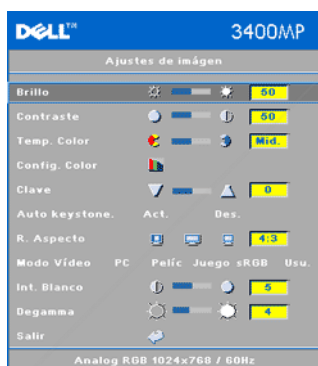 DELL™ 3400MP
Ajustes de imágen
Brillo 50
Contraste 50
Temp. Color Mid.
Config. Color
Clave 0
Auto keystone. Act. Des.
R. Aspecto 4:3
Modo Vídeo PC Pelíc Juego sRGB Usu.
Int. Blanco 5
Degamma 4
Salir
Analog RGB 1024x768 / 60Hz